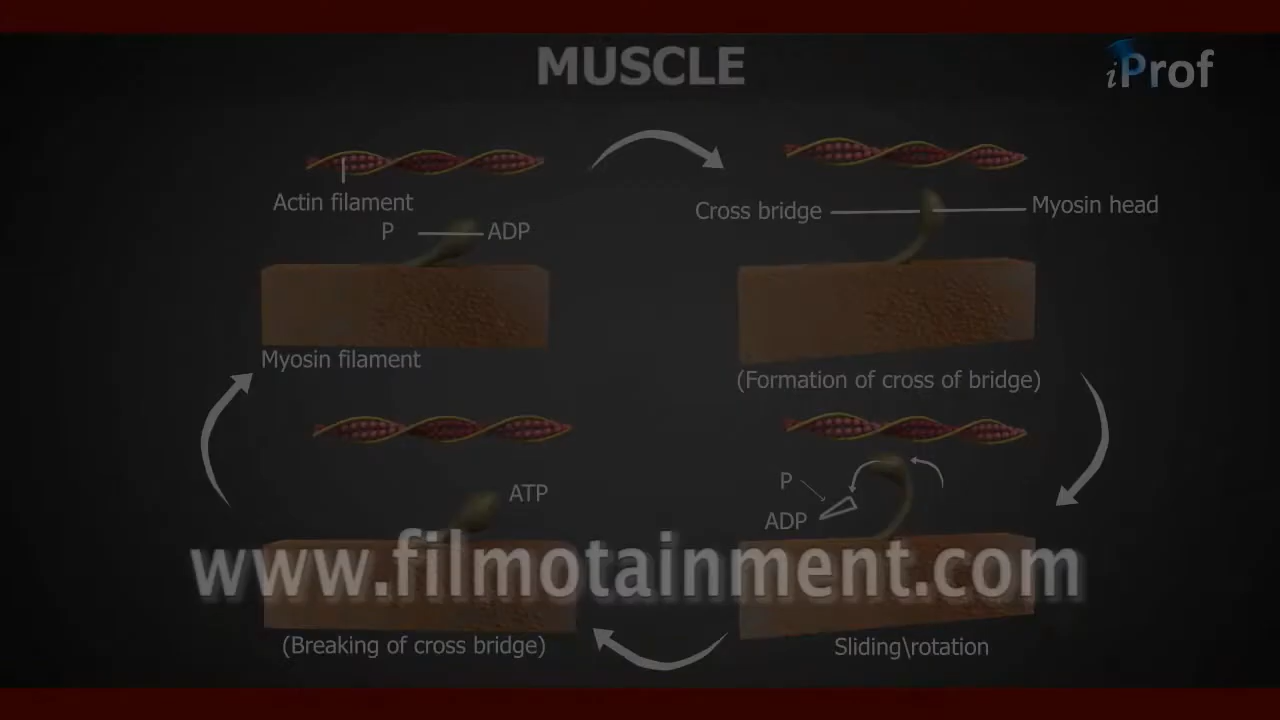 MUSCLE
iProf
Actin filament
P
ADP
Myosin filament
Cross bridge
Myosin head
(Formation of cross of bridge)
ATP
P
ADP
www.filmotainment.com
(Breaking of cross bridge)
Sliding\rotation